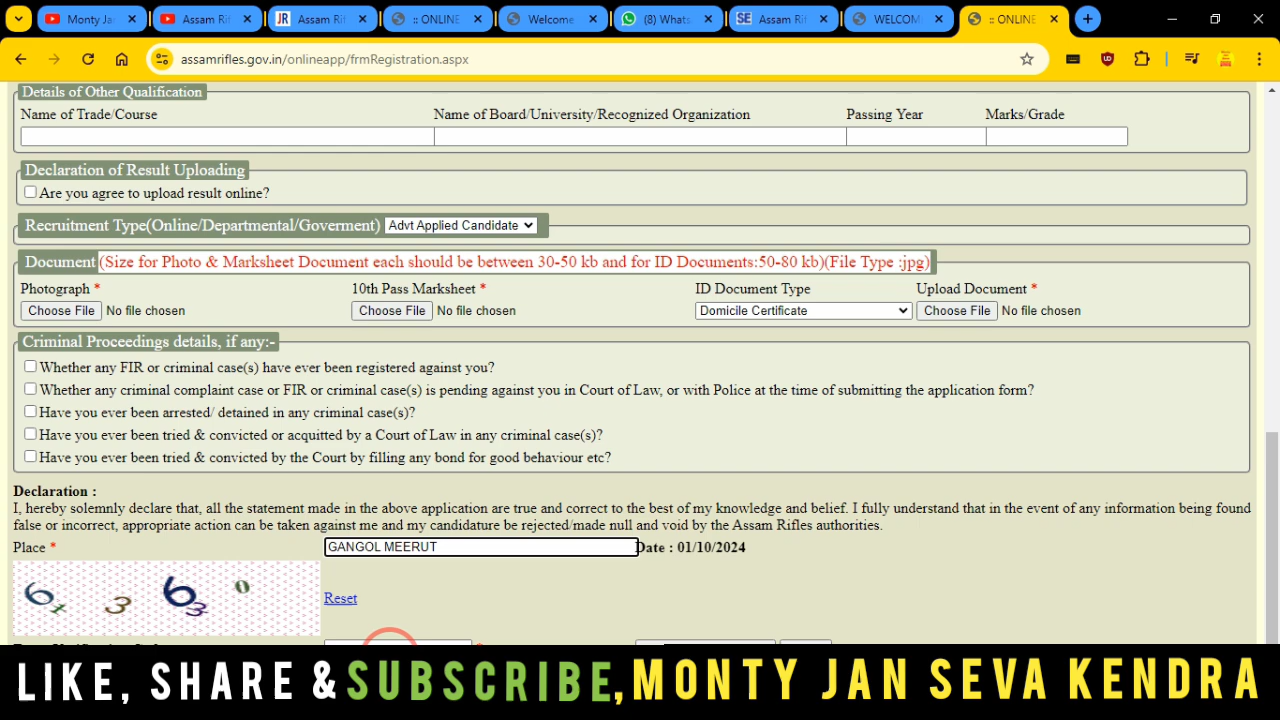 Monty Ja
Assam Rif
Assam Rif
:: ONLINE
Welcome
(8) Whats
Assam Rif
WELCOM
:: ONLINE
assamrifles.gov.in/onlineapp/frmRegistration.aspx
Details of Other Qualification
Name of Trade/Course Name of Board/University/Recognized Organization Passing Year Marks/Grade
Declaration of Result Uploading
Are you agree to upload result online?
Recruitment Type(Online/Departmental/Goverment) Advt Applied Candidate
Document (Size for Photo & Marksheet Document each should be between 30-50 kb and for ID Documents:50-80 kb)(File Type :jpg)
Photograph * 10th Pass Marksheet * ID Document Type Upload Document *
Choose File No file chosen Choose File No file chosen Domicile Certificate Choose File No file chosen
Criminal Proceedings details, if any:-
Whether any FIR or criminal case(s) have ever been registered against you?
Whether any criminal complaint case or FIR or criminal case(s) is pending against you in Court of Law, or with Police at the time of submitting the application form?
Have you ever been arrested/ detained in any criminal case(s)?
Have you ever been tried & convicted or acquitted by a Court of Law in any criminal case(s)?
Have you ever been tried & convicted by the Court by filling any bond for good behaviour etc?
Declaration :
I, hereby solemnly declare that, all the statement made in the above application are true and correct to the best of my knowledge and belief. I fully understand that in the event of any information being found
false or incorrect, appropriate action can be taken against me and my candidature be rejected/made null and void by the Assam Rifles authorities.
Place * GANGOL MEERUT Date : 01/10/2024
6 1 3 6 3 0
Reset
LIKE, SHARE & SUBSCRIBE, MONTY JAN SEVA KENDRA